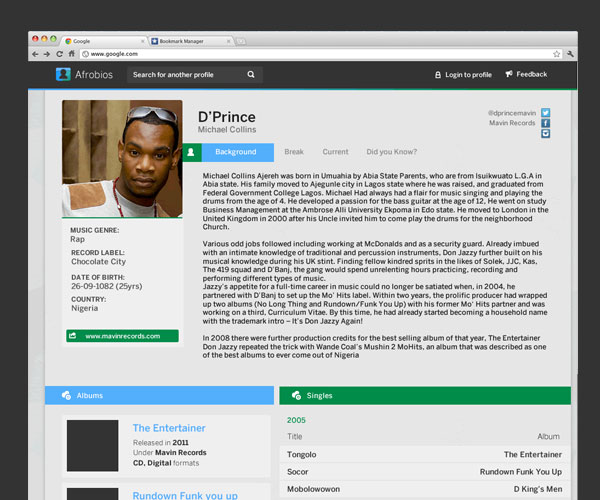 Google
Bookmark Manager
www.google.com
Afrobios
Search for another profile
Login to profile
Feedback
D'Prince
Michael Collins
@dprincemavin
Mavin Records
Background
Break
Current
Did you Know?
MUSIC GENRE:
Rap
RECORD LABEL:
Chocolate City
DATE OF BIRTH:
26-09-1082 (25yrs)
COUNTRY:
Nigeria
www.mavinrecords.com
Michael Collins Ajereh was born in Umuahia by Abia State Parents, who are from Isuikwuato L.G.A in
Abia state. His family moved to Ajegunle city in Lagos state where he was raised, and graduated from
Federal Government College Lagos. Michael Had always had a flair for music singing and playing the
drums from the age of 4. He developed a passion for the bass guitar at the age of 12, He went on study
Business Management at the Ambrose Alli University Ekpoma in Edo state. He moved to London in the
United Kingdom in 2000 after his Uncle invited him to come play the drums for the neighborhood
Church.
Various odd jobs followed including working at McDonalds and as a security guard. Already imbued
with an intimate knowledge of traditional and percussion instruments, Don Jazzy further built on his
musical knowledge during his UK stint. Finding fellow kindred sprits in the likes of Solek, JJC, Kas,
The 419 squad and D'Banj, the gang would spend unrelenting hours practicing, recording and
performing different types of music.
Jazzy's appetite for a full-time career in music could no longer be satiated when, in 2004, he
partnered with D'Banj to set up the Mo' Hits label. Within two years, the prolific producer had wrapped
up two albums (No Long Thing and Rundown/Funk You Up) with his former Mo' Hits partner and was
working on a third, Curriculum Vitae. By this time, he had already started becoming a household name
with the trademark intro – It's Don Jazzy Again!
In 2008 there were further production credits for the best selling album of that year, The Entertainer
Don Jazzy repeated the trick with Wande Coal's Mushin 2 MoHits, an album that was described as one
of the best albums to ever come out of Nigeria
Albums
The Entertainer
Released in 2011
Under Mavin Records
CD, Digital formats
Rundown Funk you up
Singles
2005
Title Album
Tongolo The Entertainer
Socor Rundown Funk You Up
Mobolowowon D King's Men